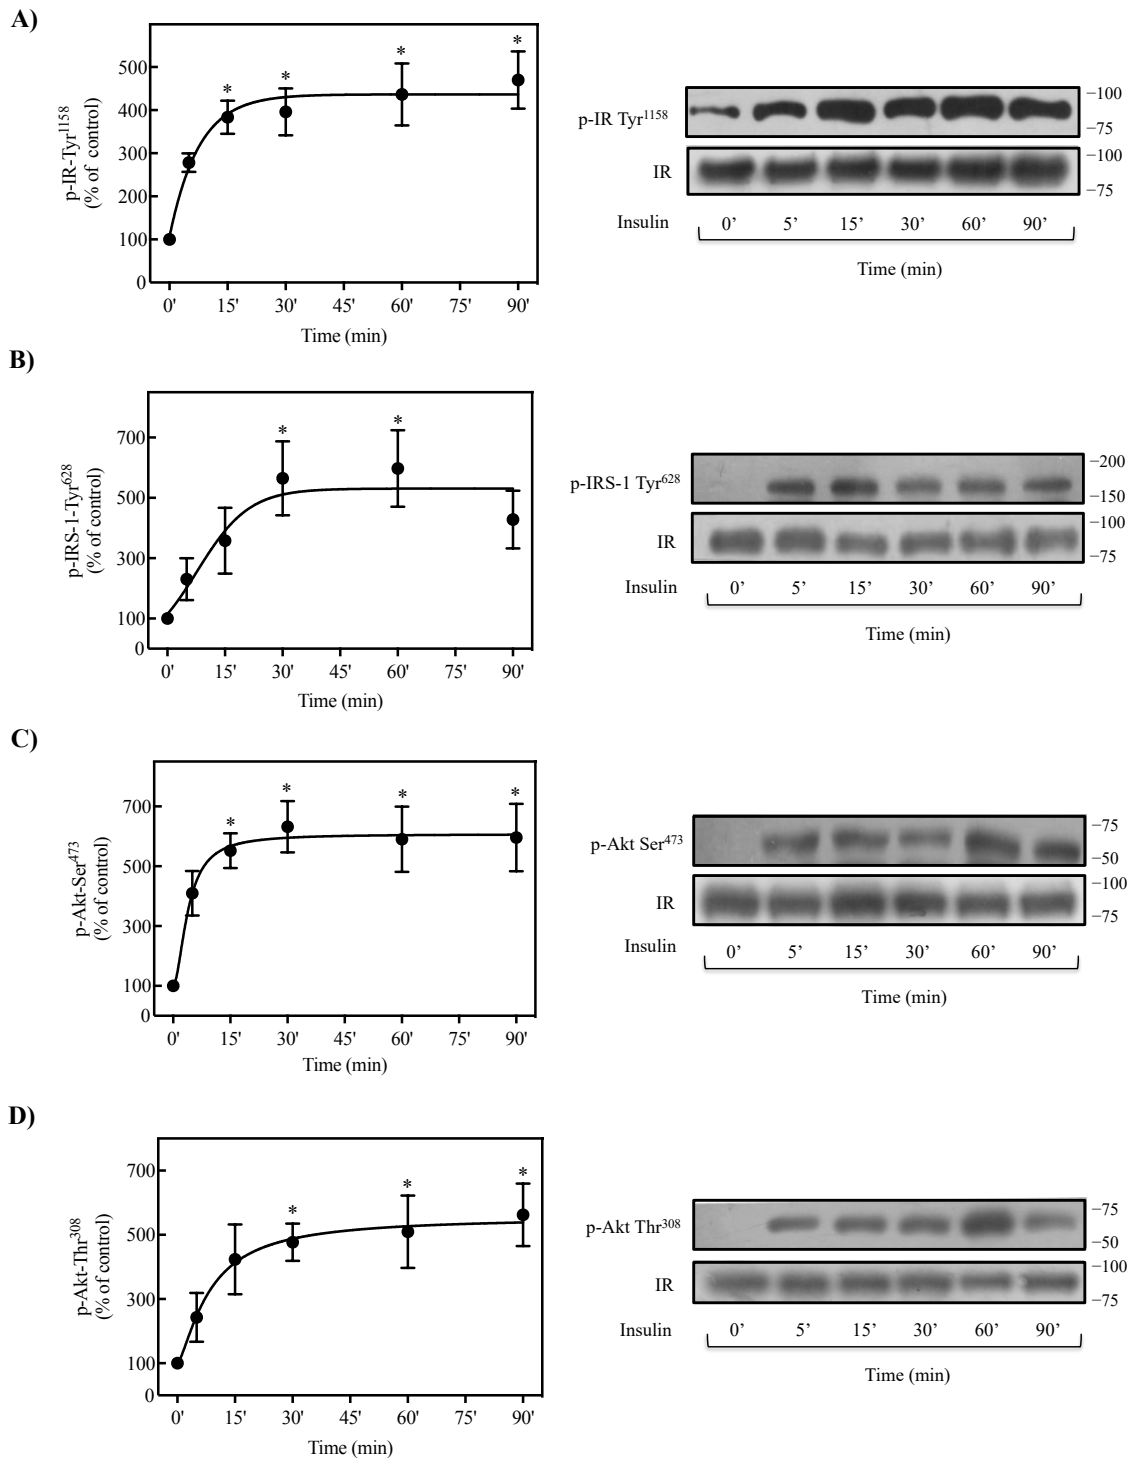 A)
p-IR-Tyr1158
(% of control)
500
400
300
200
100
0
* * * *
0' 15' 30' 45' 60' 75' 90'
Time (min)
p-IR Tyr1158
−100
−75
IR
−100
−75
Insulin 0’ 5’ 15’ 30’ 60’ 90’
Time (min)
B)
p-IRS-1-Tyr628
(% of control)
700
500
300
100
0
* *
0' 15' 30' 45' 60' 75' 90'
Time (min)
p-IRS-1 Tyr628
−200
−150
IR
−100
−75
Insulin 0’ 5’ 15’ 30’ 60’ 90’
Time (min)
C)
p-Akt-Ser473
(% of control)
700
500
300
100
0
* * * *
0' 15' 30' 45' 60' 75' 90'
Time (min)
p-Akt Ser473
−75
−50
IR
−100
−75
Insulin 0’ 5’ 15’ 30’ 60’ 90’
Time (min)
D)
p-Akt-Thr308
(% of control)
700
500
300
100
0
* * *
0' 15' 30' 45' 60' 75' 90'
Time (min)
p-Akt Thr308
−75
−50
IR
−100
−75
Insulin 0’ 5’ 15’ 30’ 60’ 90’
Time (min)